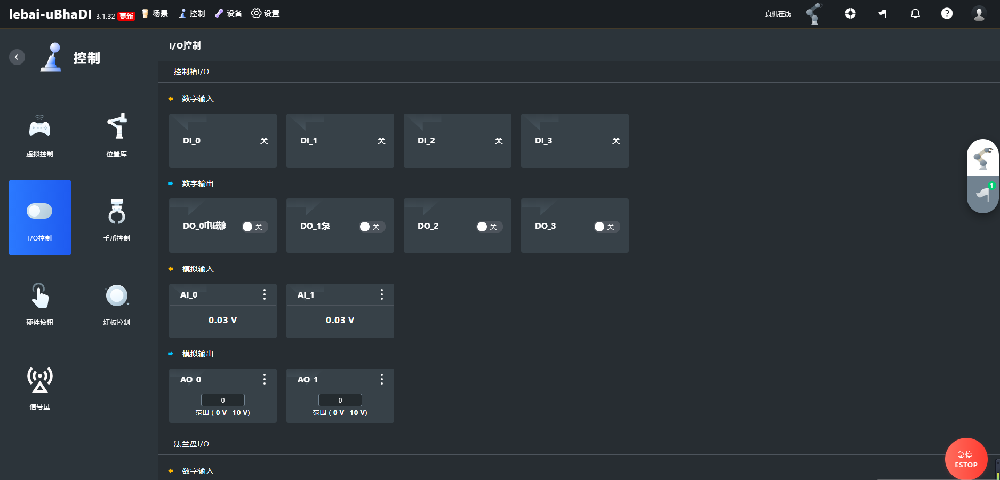 lebai-uBhaDI 3.1.32 更新 场景 控制 设备 设置 真机在线
控制
虚拟控制 位置库
I/O控制 手爪控制
硬件按钮 灯板控制
信号量
I/O控制
控制箱I/O
数字输入
DI_0 关 DI_1 关 DI_2 关 DI_3 关
数字输出
DO_0电磁阀 关 DO_1泵 关 DO_2 关 DO_3 关
模拟输入
AI_0 AI_1
0.03 V 0.03 V
模拟输出
AO_0 AO_1
0 0
范围 ( 0 V- 10 V) 范围 ( 0 V- 10 V)
法兰盘I/O
数字输入
1
急停
ESTOP